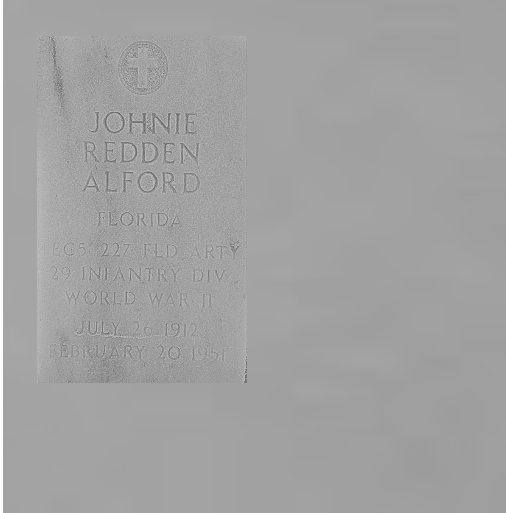 JOHNIE
REDDEN
ALFORD
FLORIDA
TEC5 227 FLD ARTY
29 INFANTRY DIV
WORLD WAR II
JULY 26 1912
FEBRUARY 20 1951